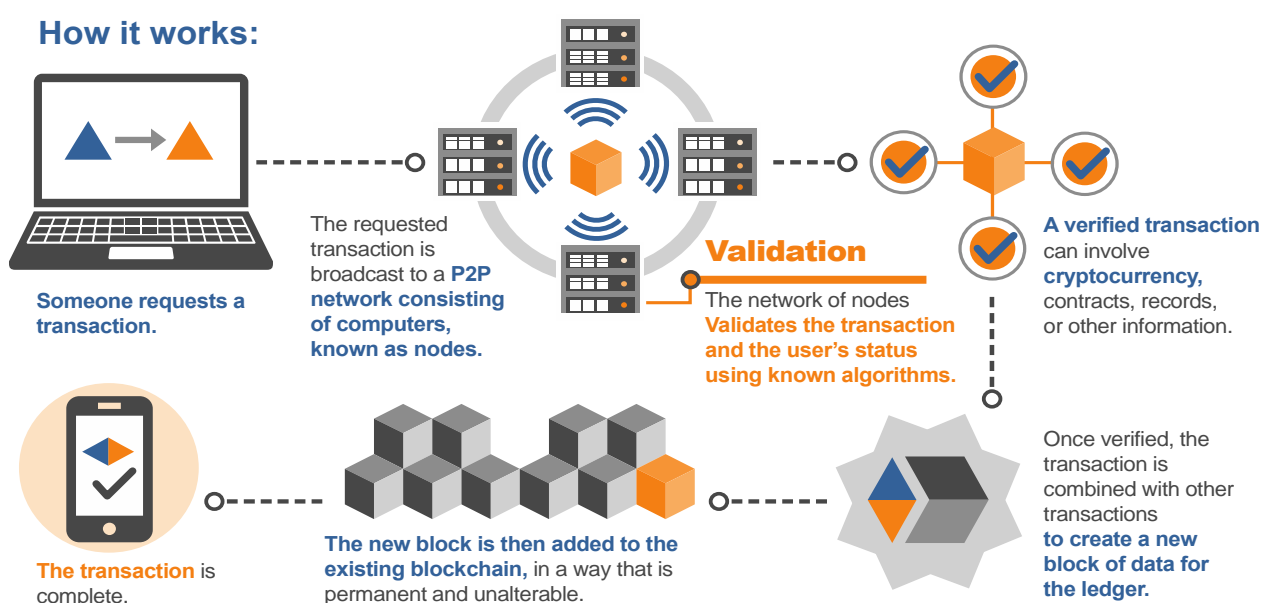 How it works:
Someone requests a
transaction.
The requested
transaction is
broadcast to a P2P
network consisting
of computers,
known as nodes.
Validation
The network of nodes
Validates the transaction
and the user's status
using known algorithms.
A verified transaction
can involve
cryptocurrency,
contracts, records,
or other information.
Once verified, the
transaction is
combined with other
transactions
to create a new
block of data for
the ledger.
The new block is then added to the
existing blockchain, in a way that is
permanent and unalterable.
The transaction is
complete.